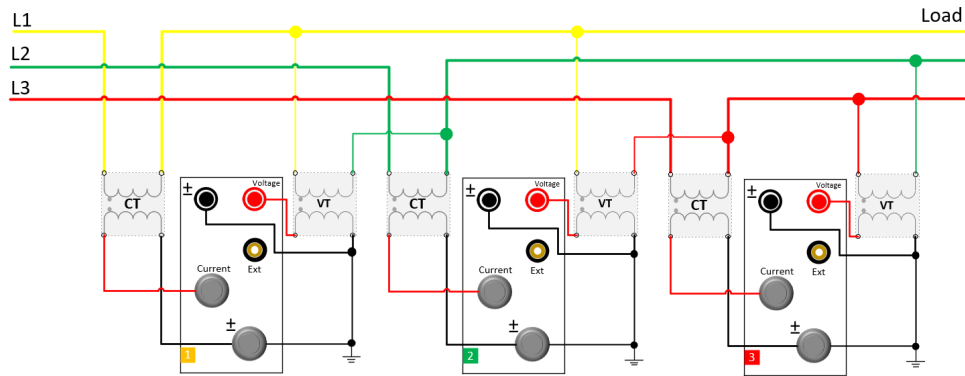 L1
Load
L2
L3
CT
±
Voltage
VT
CT
±
Voltage
VT
CT
±
Voltage
VT
Ext
Ext
Ext
Current
Current
Current
±
±
±
1
2
3